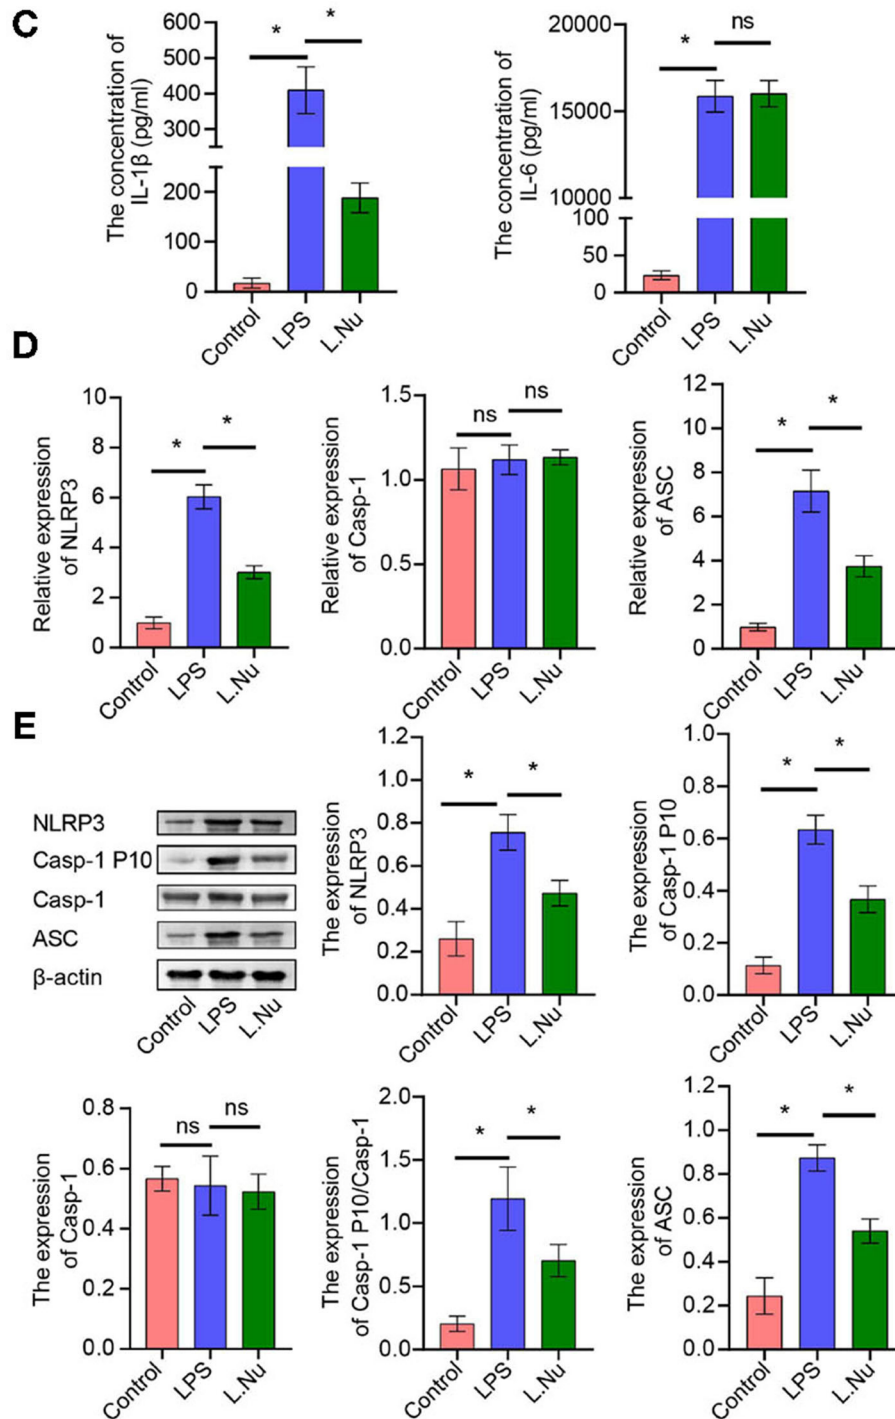 C
The concentration of
IL-1β (pg/ml)
600
500
400
300
200
100
0
*
*
Control
LPS
L.Nu
The concentration of
IL-6 (pg/ml)
20000
15000
10000
100
50
0
*
ns
Control
LPS
L.Nu
D
Relative expression
of NLRP3
10
8
6
4
2
0
*
*
Control
LPS
L.Nu
Relative expression
of Casp-1
1.5
1.0
0.5
0.0
ns
ns
Control
LPS
L.Nu
Relative expression
of ASC
12
10
8
6
4
2
0
*
*
Control
LPS
L.Nu
E
NLRP3
Casp-1 P10
Casp-1
ASC
β-actin
Control
LPS
L.Nu
The expression
of NLRP3
1.2
1.0
0.8
0.6
0.4
0.2
0.0
*
*
Control
LPS
L.Nu
The expression
of Casp-1 P10
1.0
0.8
0.6
0.4
0.2
0.0
*
*
Control
LPS
L.Nu
The expression
of Casp-1
0.8
0.6
0.4
0.2
0.0
ns
ns
Control
LPS
L.Nu
The expression
of Casp-1 P10/Casp-1
2.0
1.5
1.0
0.5
0.0
*
*
Control
LPS
L.Nu
The expression
of ASC
1.2
1.0
0.8
0.6
0.4
0.2
0.0
*
*
Control
LPS
L.Nu